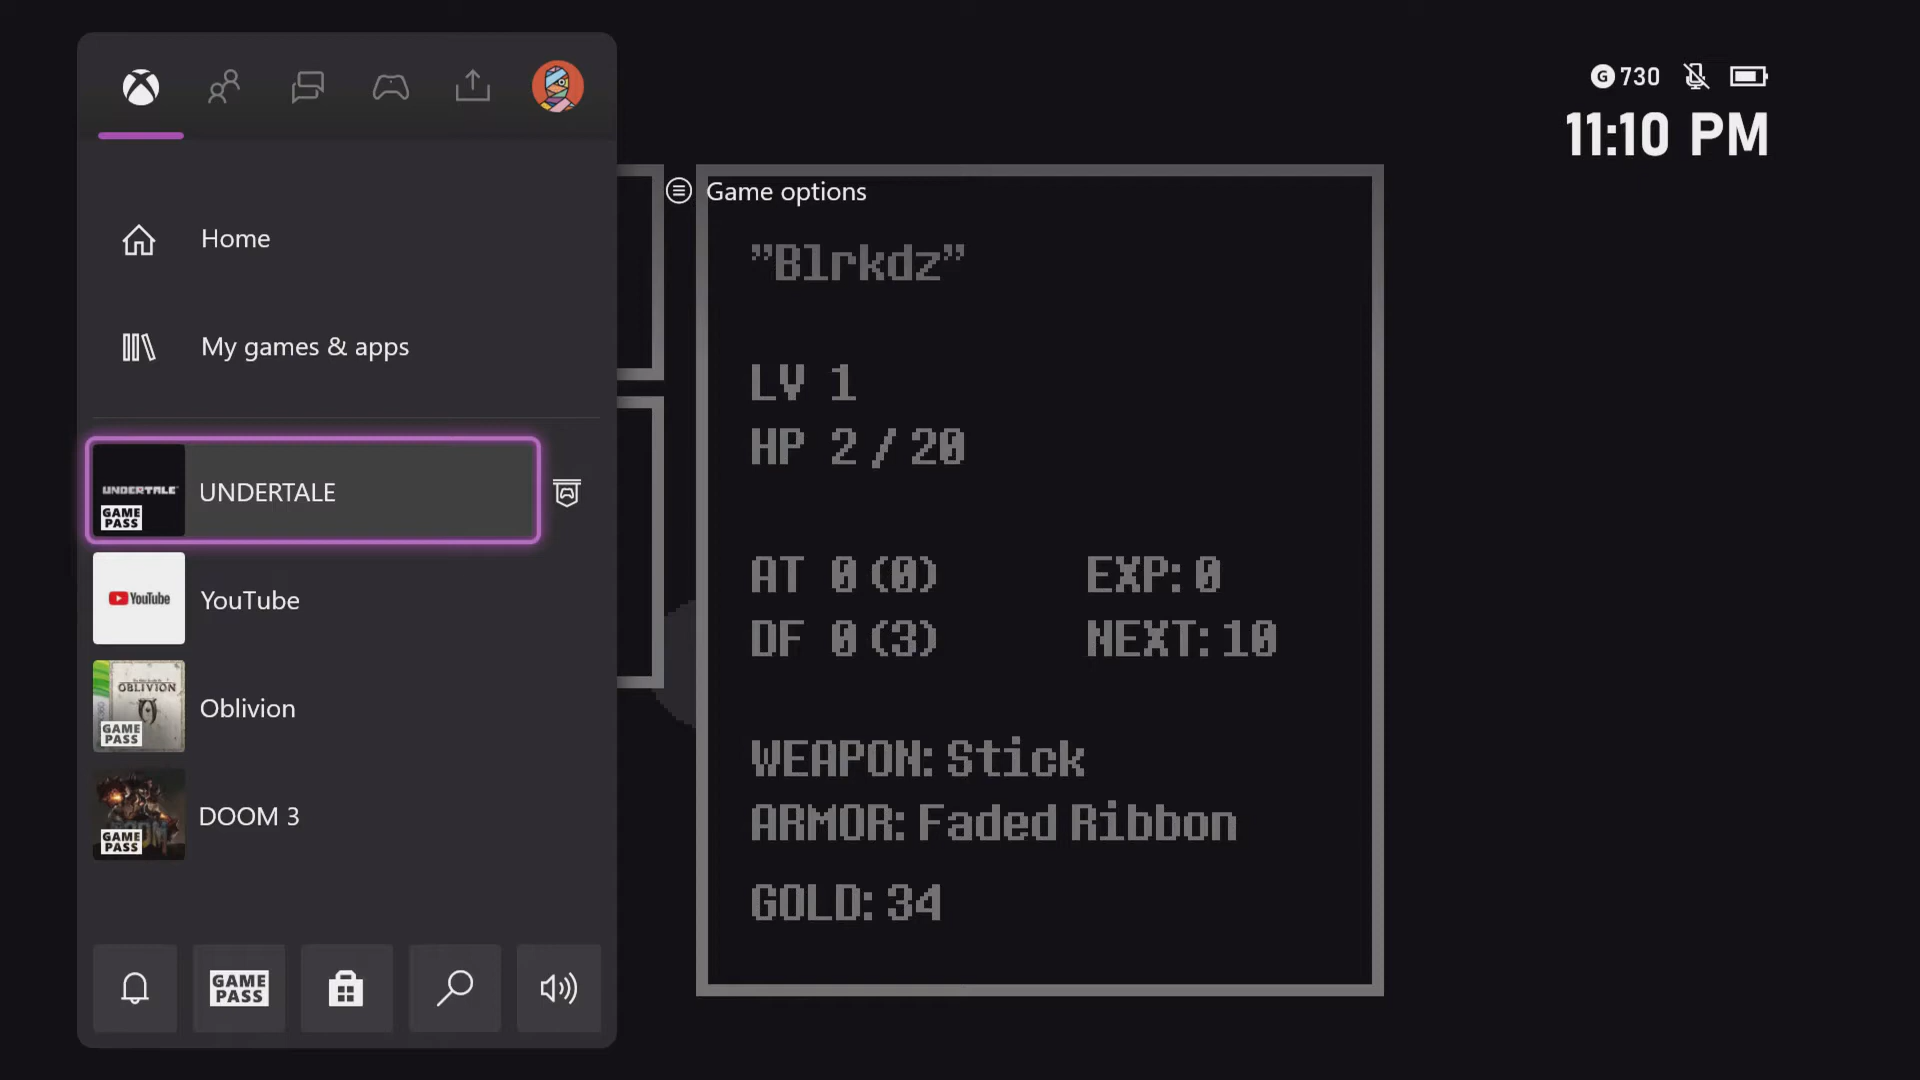 G 730
11:10 PM
Game options
Home
My games & apps
UNDERTALE
GAME
PASS
UNDERTALE
YouTube
YouTube
OBLIVION
GAME
PASS
Oblivion
DOOM
GAME
PASS
DOOM 3
GAME
PASS
"Blrkdz"
LV 1
HP 2 / 20
AT 0 (0) EXP: 0
DF 0 (3) NEXT: 10
WEAPON: Stick
ARMOR: Faded Ribbon
GOLD: 34